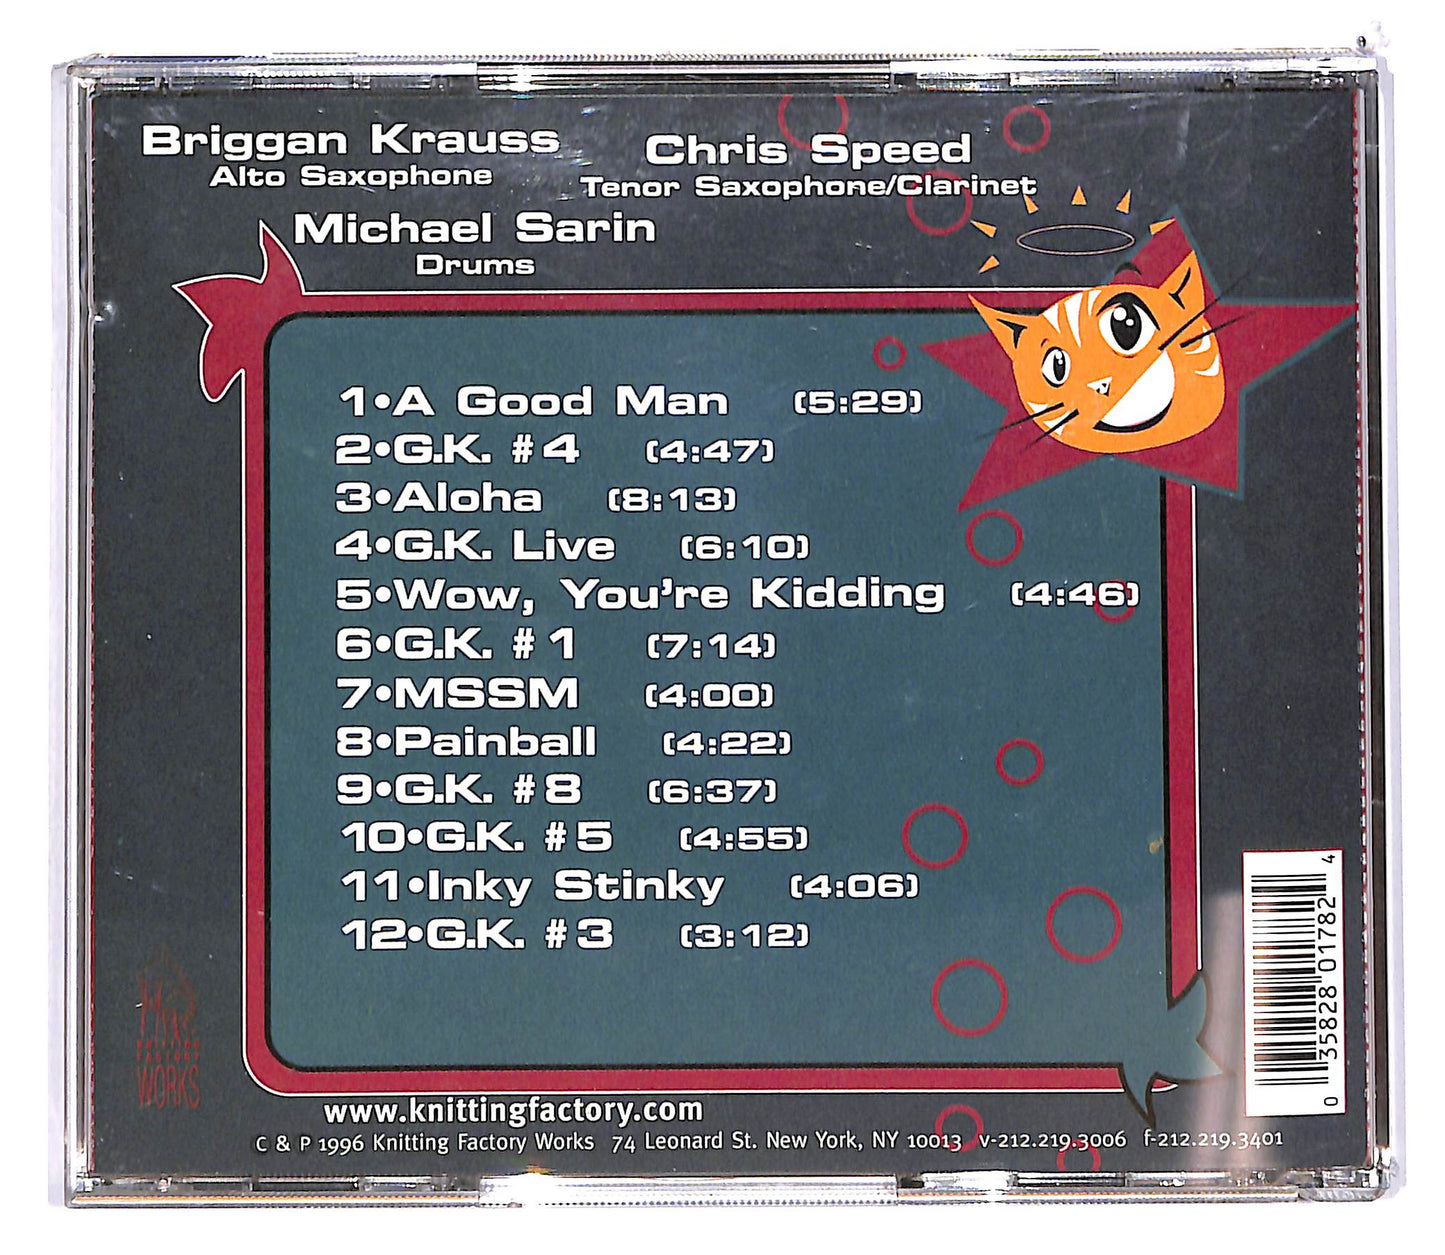 Briggan Krauss
Alto Saxophone
Chris Speed
Tenor Saxophone/Clarinet
Michael Sarin
Drums
1•A Good Man (5:29)
2•G.K. #4 (4:47)
3•Aloha (8:13)
4•G.K. Live (6:10)
5•Wow, You're Kidding (4:46)
6•G.K. #1 (7:14)
7•MSSM (4:00)
8•Painball (4:22)
9•G.K. #8 (6:37)
10•G.K. #5 (4:55)
11•Inky Stinky (4:06)
12•G.K. #3 (3:12)
KNITTING
FACTORY
WORKS
www.knittingfactory.com
C & P 1996 Knitting Factory Works 74 Leonard St. New York, NY 10013 v-212.219.3006 f-212.219.3401
0 35828 01782 4